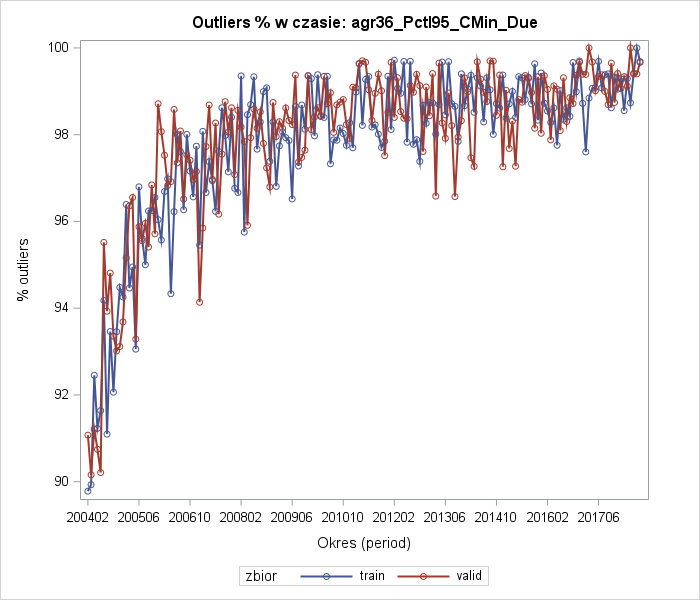 Outliers % w czasie: agr36_Pctl95_CMin_Due
100
98
96
94
92
90
% outliers
200402 200506 200610 200802 200906 201010 201202 201306 201410 201602 201706
Okres (period)
zbior train valid